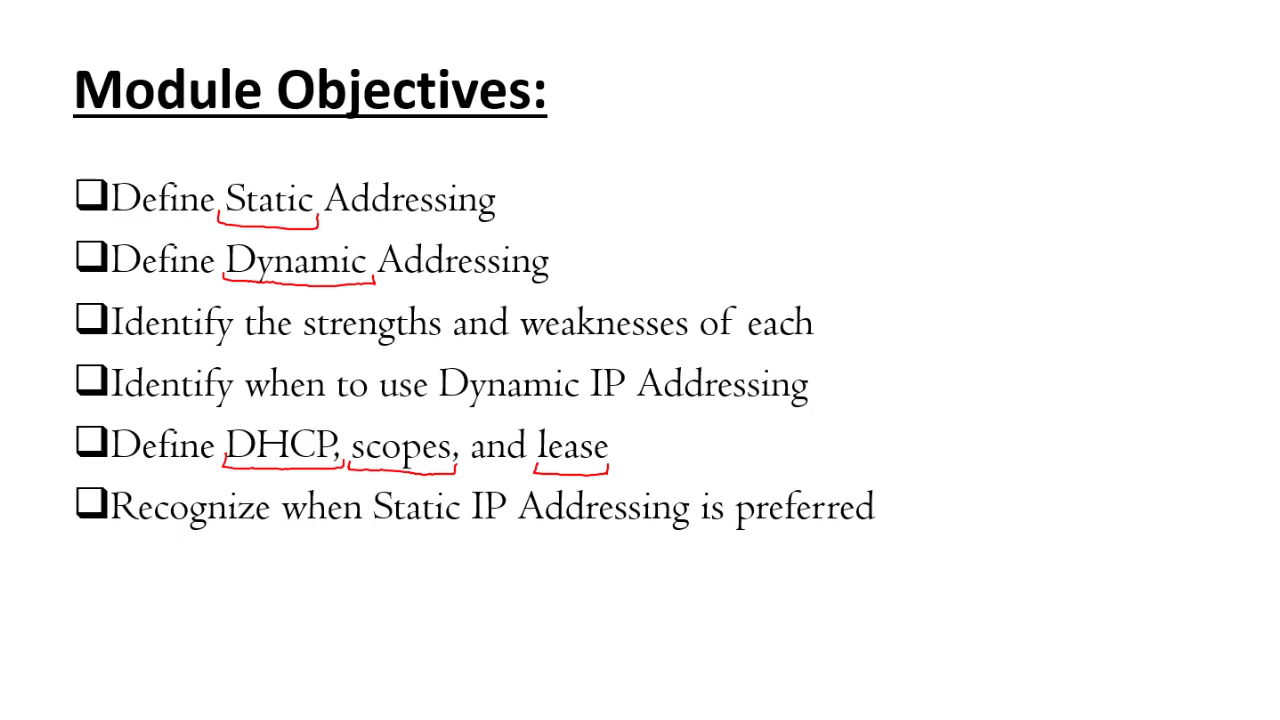 Module Objectives:
❑Define Static Addressing
❑Define Dynamic Addressing
❑Identify the strengths and weaknesses of each
❑Identify when to use Dynamic IP Addressing
❑Define DHCP, scopes, and lease
❑Recognize when Static IP Addressing is preferred